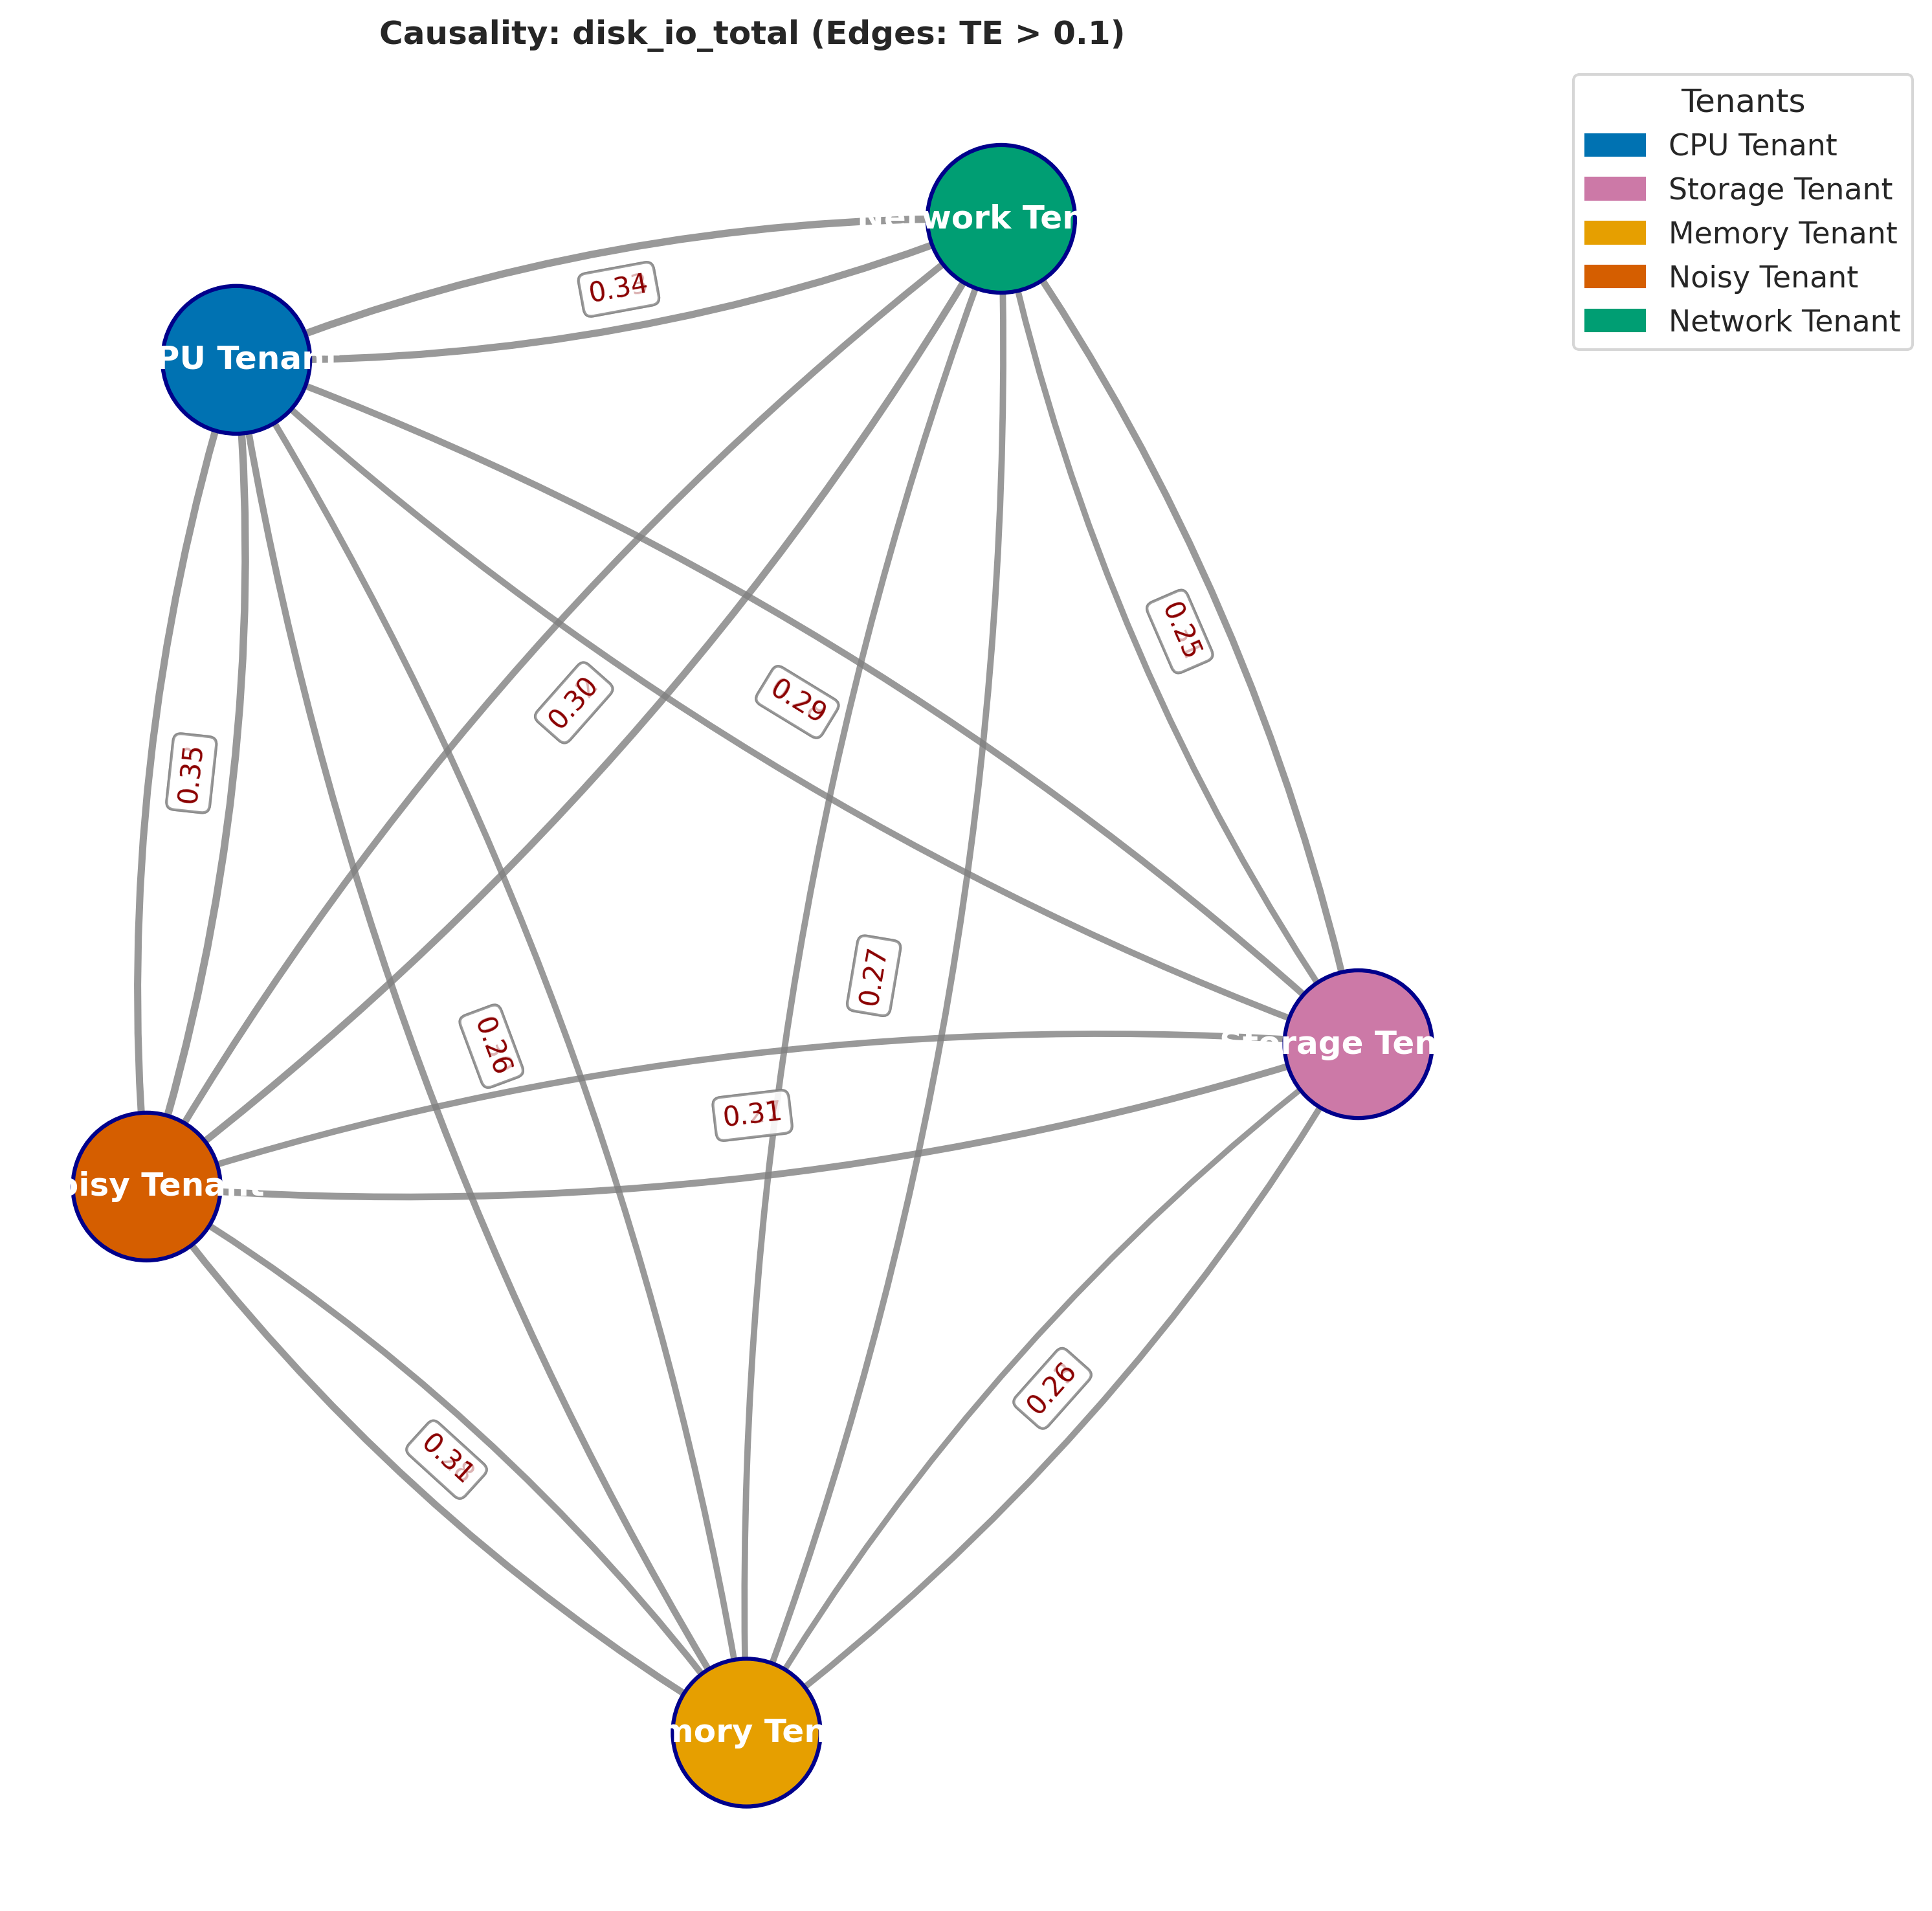 Causality: disk_io_total (Edges: TE > 0.1)
Tenants
CPU Tenant
Storage Tenant
Memory Tenant
Noisy Tenant
Network Tenant
Network Ten
0.34
PU Tenan
0.25
0.30
0.29
0.35
0.27
0.26
Storage Ten
0.31
oisy Tenant
0.26
0.31
mory Ten